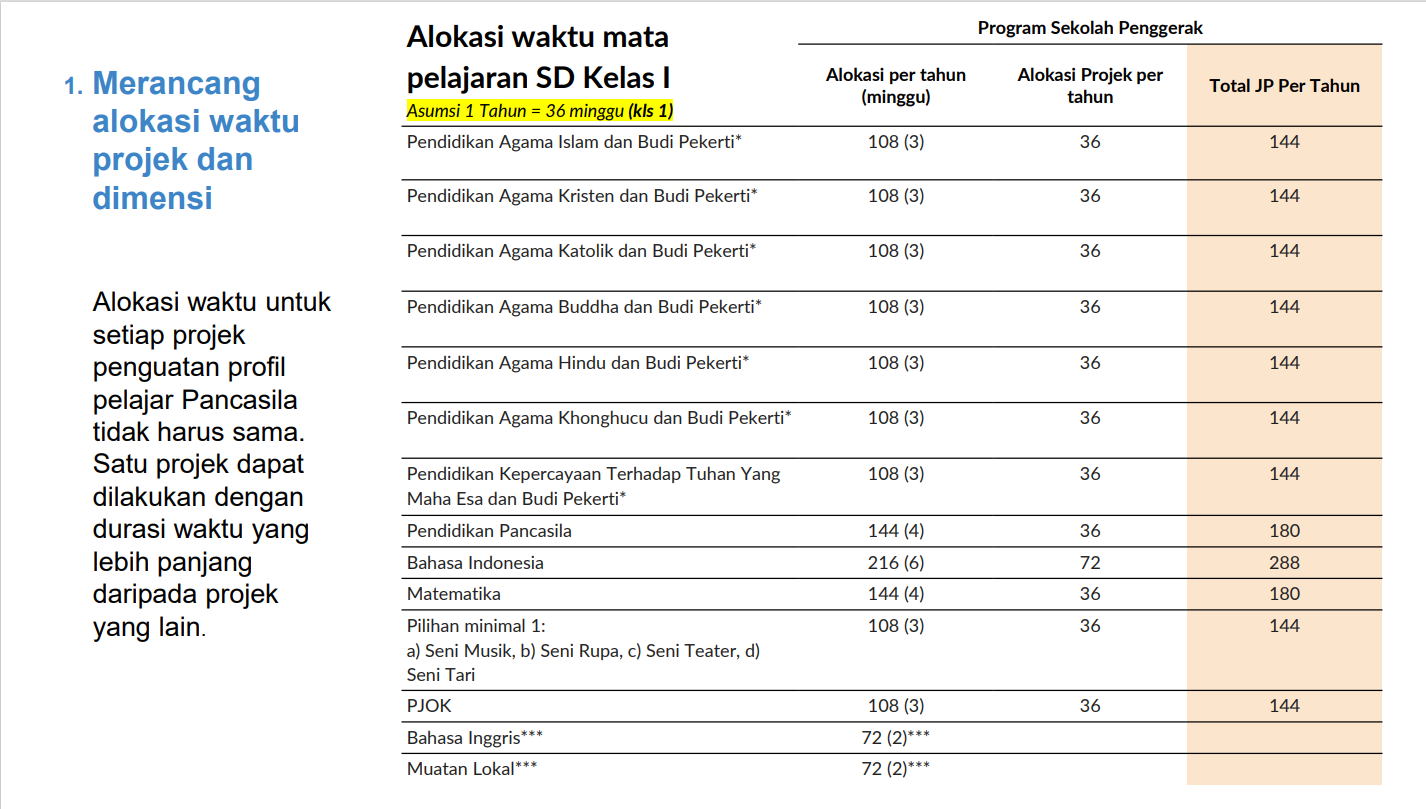 1. Merancang
alokasi waktu
projek dan
dimensi
Alokasi waktu untuk
setiap projek
penguatan profil
pelajar Pancasila
tidak harus sama.
Satu projek dapat
dilakukan dengan
durasi waktu yang
lebih panjang
daripada projek
yang lain.
Alokasi waktu mata
pelajaran SD Kelas I
Asumsi 1 Tahun = 36 minggu (kls 1)
Program Sekolah Penggerak
Alokasi per tahun
(minggu)
Alokasi Projek per
tahun
Total JP Per Tahun
Pendidikan Agama Islam dan Budi Pekerti* 108 (3) 36 144
Pendidikan Agama Kristen dan Budi Pekerti* 108 (3) 36 144
Pendidikan Agama Katolik dan Budi Pekerti* 108 (3) 36 144
Pendidikan Agama Buddha dan Budi Pekerti* 108 (3) 36 144
Pendidikan Agama Hindu dan Budi Pekerti* 108 (3) 36 144
Pendidikan Agama Khonghucu dan Budi Pekerti* 108 (3) 36 144
Pendidikan Kepercayaan Terhadap Tuhan Yang 108 (3) 36 144
Maha Esa dan Budi Pekerti*
Pendidikan Pancasila 144 (4) 36 180
Bahasa Indonesia 216 (6) 72 288
Matematika 144 (4) 36 180
Pilihan minimal 1: 108 (3) 36 144
a) Seni Musik, b) Seni Rupa, c) Seni Teater, d)
Seni Tari
PJOK 108 (3) 36 144
Bahasa Inggris*** 72 (2)***
Muatan Lokal*** 72 (2)***